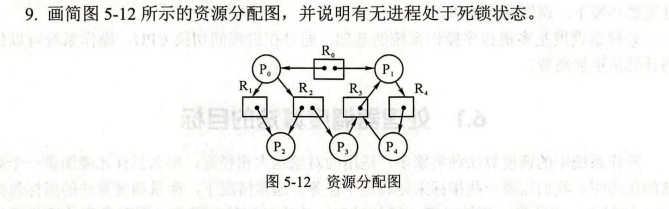 9. 画简图 5-12 所示的资源分配图，并说明有无进程处于死锁状态。
R₀
P₀ P₁
R₁ R₂ R₃ R₄
P₂ P₃ P₄
图 5-12 资源分配图